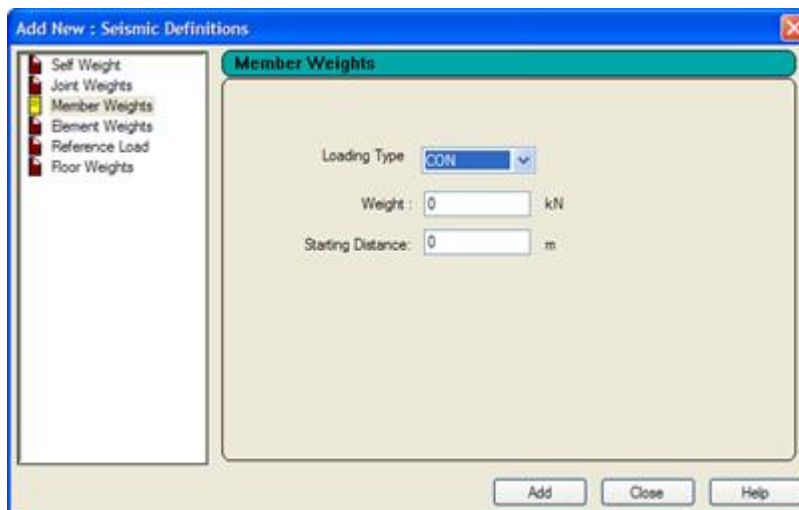 Add New : Seismic Definitions
Self Weight
Joint Weights
Member Weights
Element Weights
Reference Load
Floor Weights
Member Weights
Loading Type CON
Weight : 0 kN
Starting Distance: 0 m
Add Close Help